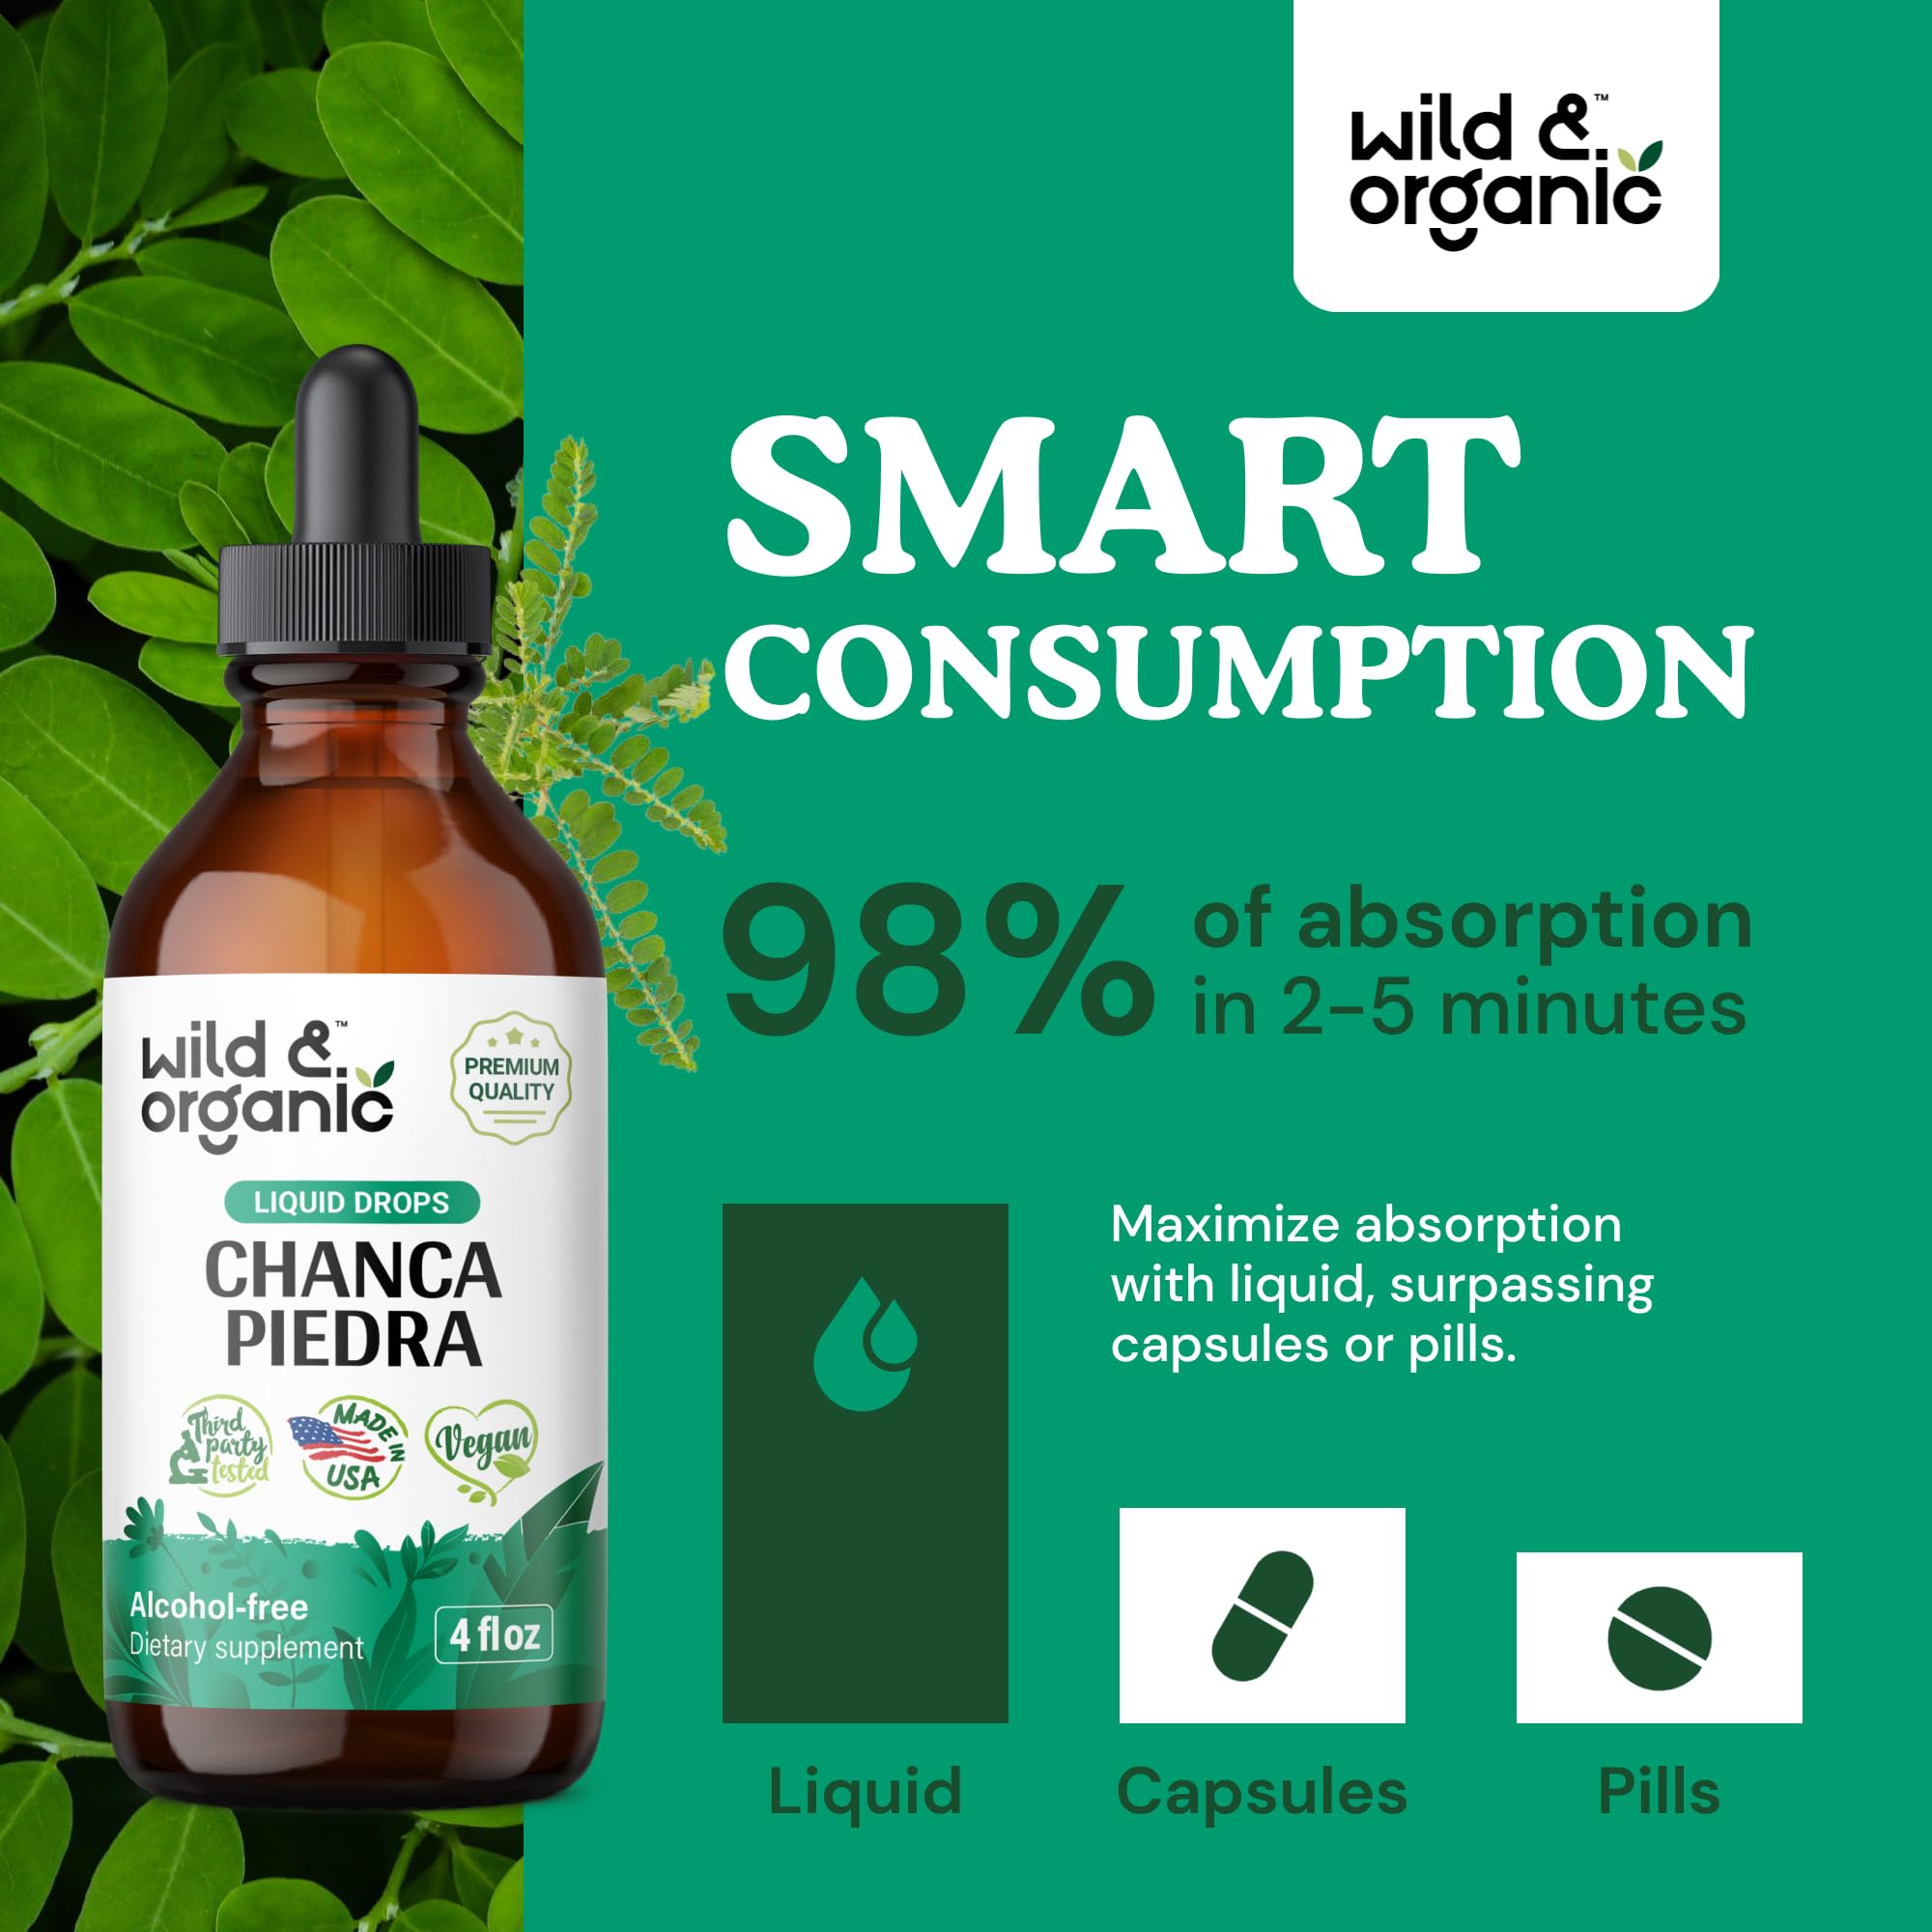 wild &™
organic
SMART
CONSUMPTION
98% of absorption
in 2-5 minutes
Maximize absorption
with liquid, surpassing
capsules or pills.
Liquid
Capsules
Pills
wild &™
organic
PREMIUM
QUALITY
LIQUID DROPS
CHANCA
PIEDRA
Third
party
tested
MADE IN
USA
Vegan
Alcohol-free
Dietary supplement
4 fl oz